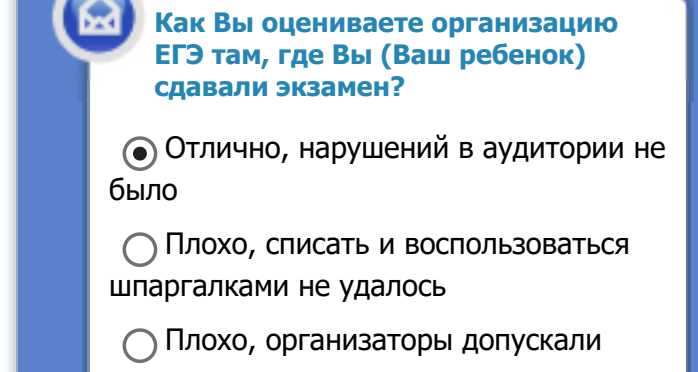 Как Вы оцениваете организацию
ЕГЭ там, где Вы (Ваш ребенок)
сдавали экзамен?
Отлично, нарушений в аудитории не
было
Плохо, списать и воспользоваться
шпаргалками не удалось
Плохо, организаторы допускали